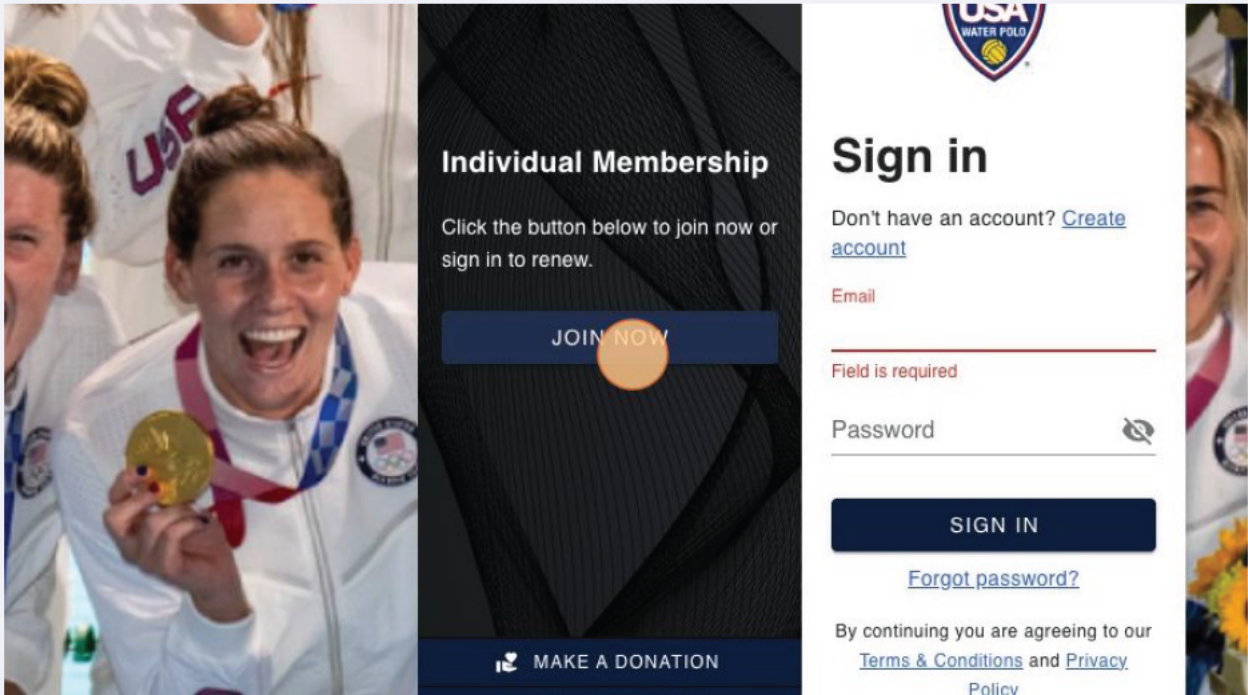 USA
Individual Membership
Click the button below to join now or
sign in to renew.
JOIN NOW
MAKE A DONATION
USA
WATER POLO
Sign in
Don't have an account? Create
account
Email
Field is required
Password
SIGN IN
Forgot password?
By continuing you are agreeing to our
Terms & Conditions and Privacy
Policy